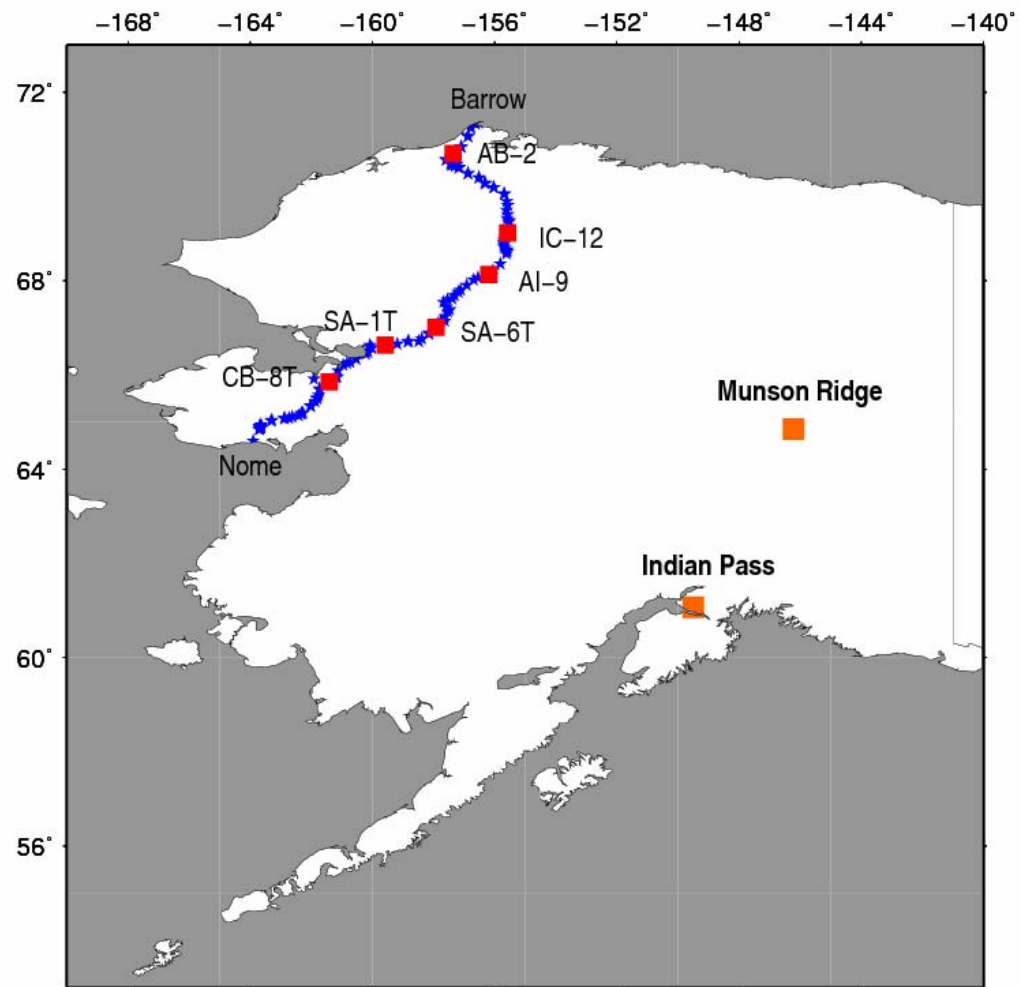 −168° −164° −160° −156° −152° −148° −144° −140°
72°
Barrow
AB−2
IC−12
68°
AI−9
SA−1T
SA−6T
CB−8T
Munson Ridge
64°
Nome
Indian Pass
60°
56°